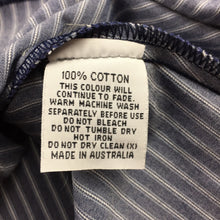 100% COTTON
THIS COLOUR WILL
CONTINUE TO FADE.
WARM MACHINE WASH
SEPARATELY BEFORE USE
DO NOT BLEACH
DO NOT TUMBLE DRY
HOT IRON
DO NOT DRY CLEAN (X)
MADE IN AUSTRALIA